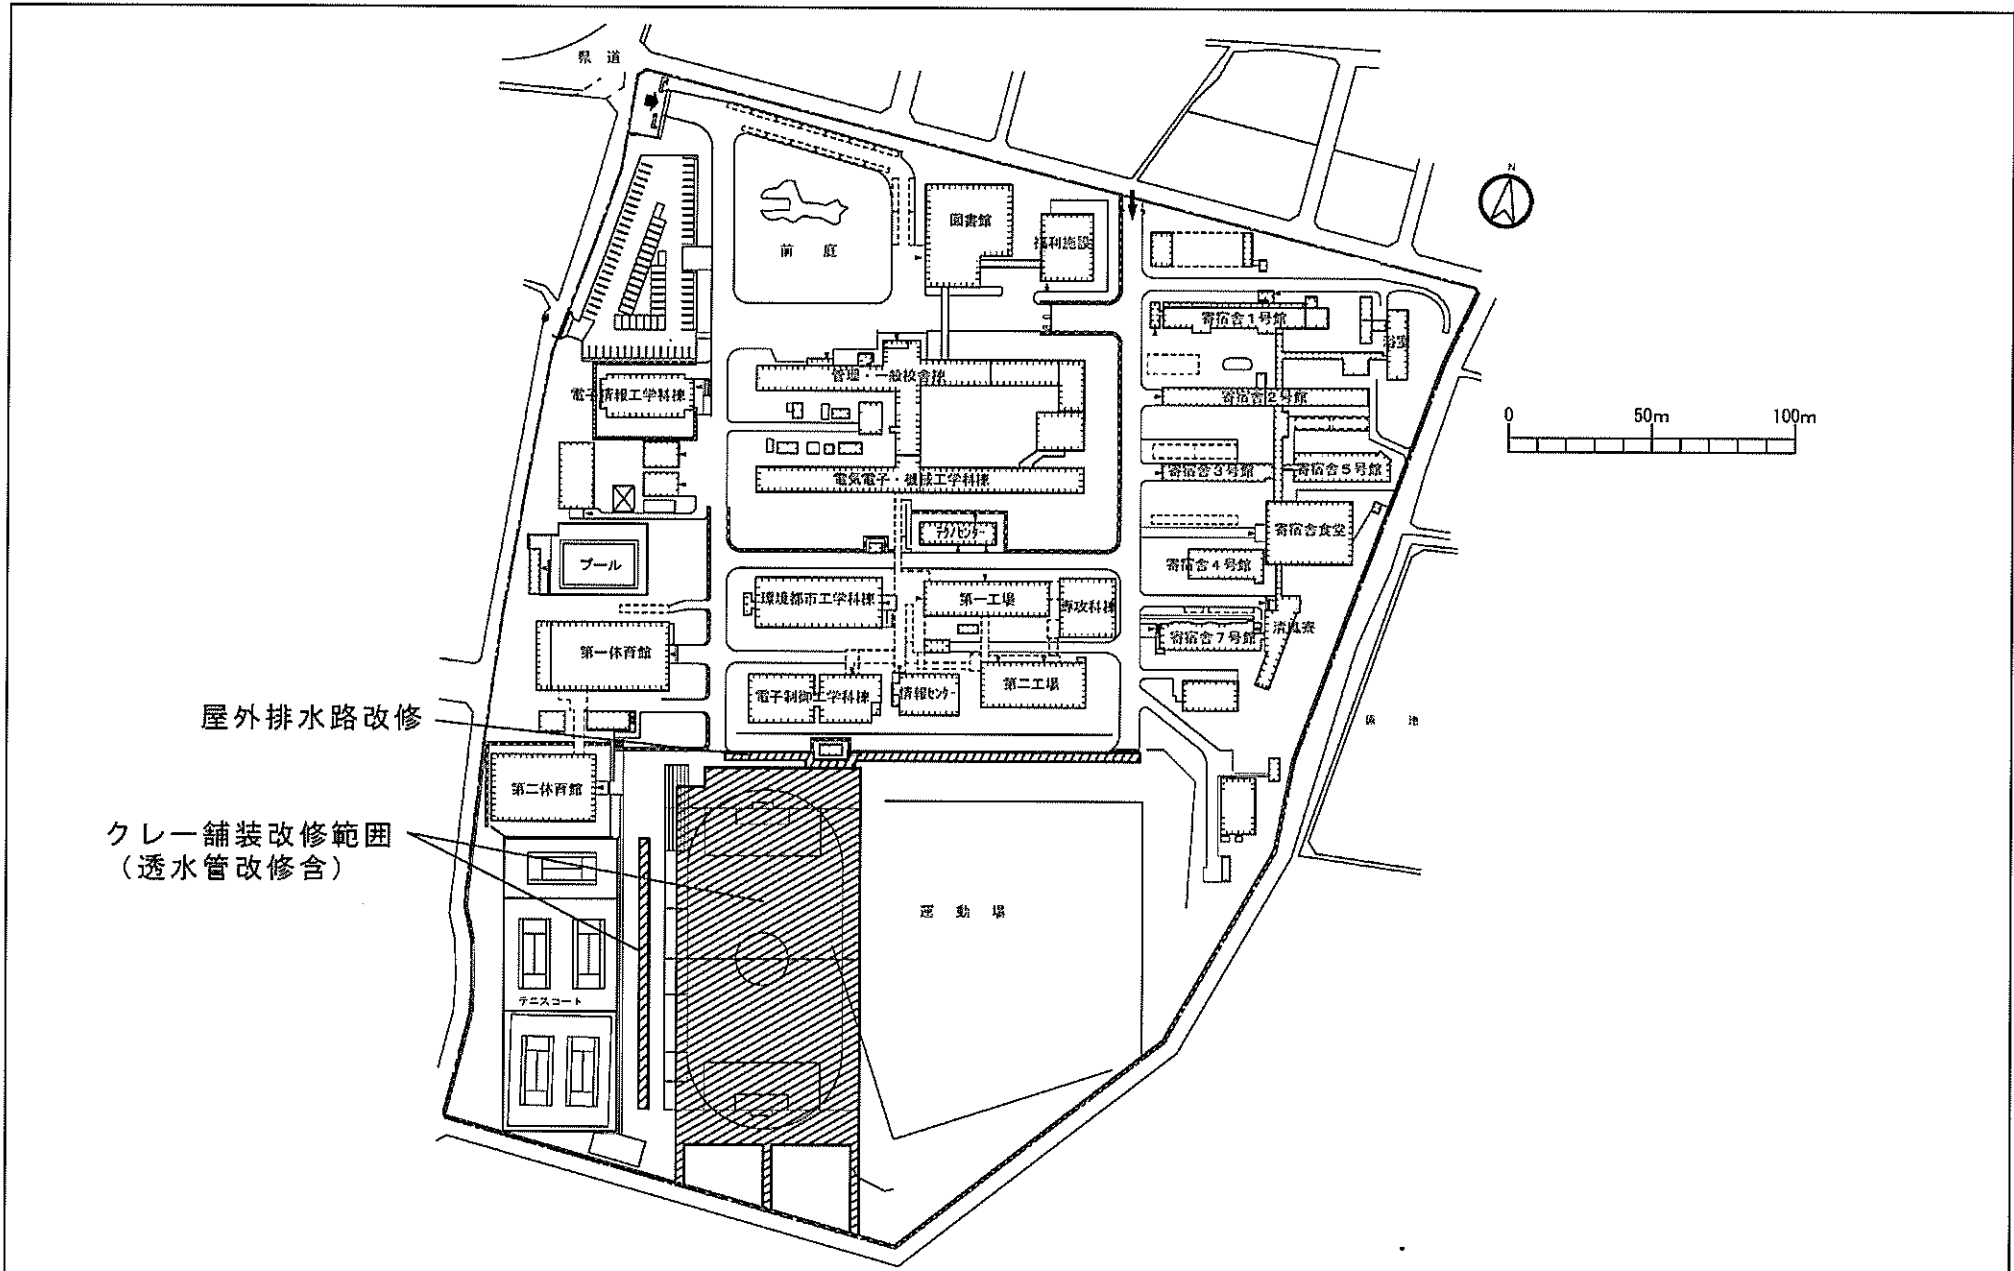 県道
N
図書館
福利施設
前庭
寄宿舎1号館
浴室
管理・一般校舎棟
電子情報工学科棟
寄宿舎2号館
0 50m 100m
電気電子・機械工学科棟
寄宿舎3号館
寄宿舎5号館
テクノセンター
寄宿舎食堂
プール
寄宿舎4号館
環境都市工学科棟
第一工場
専攻科棟
清風寮
寄宿舎7号館
第一体育館
電子制御工学科棟
情報センター
第二工場
屋外排水路改修
第二体育館
クレー舗装改修範囲
(透水管改修含)
運動場
テニスコート